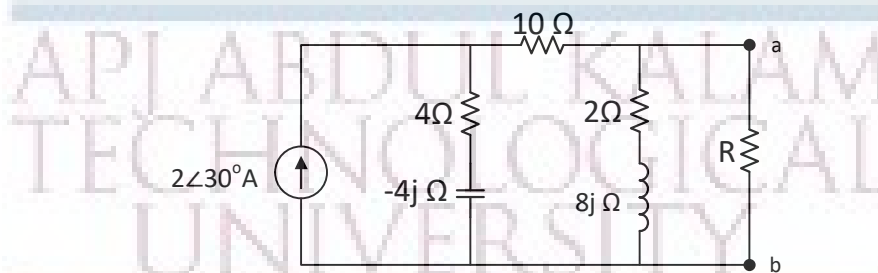 APJ ABDUL KALAM
TECHNOLOGICAL
UNIVERSITY
10 Ω
a
4Ω
2Ω
R
2∠30°A
-4j Ω
8j Ω
b